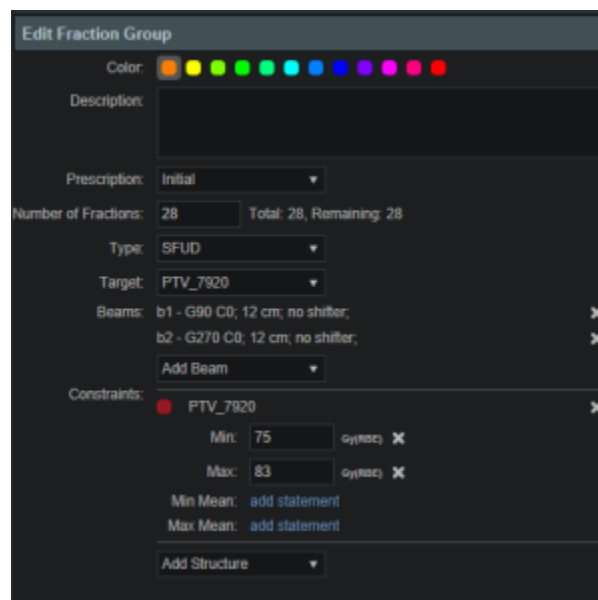 Edit Fraction Group
Color:
Description:
Prescription: Initial
Number of Fractions: 28 Total: 28, Remaining: 28
Type: SFUD
Target: PTV_7920
Beams: b1 - G90 C0; 12 cm; no shifter;
b2 - G270 C0; 12 cm; no shifter;
Add Beam
Constraints:
PTV_7920
Min: 75 Gy(RBE)
Max: 83 Gy(RBE)
Min Mean: add statement
Max Mean: add statement
Add Structure